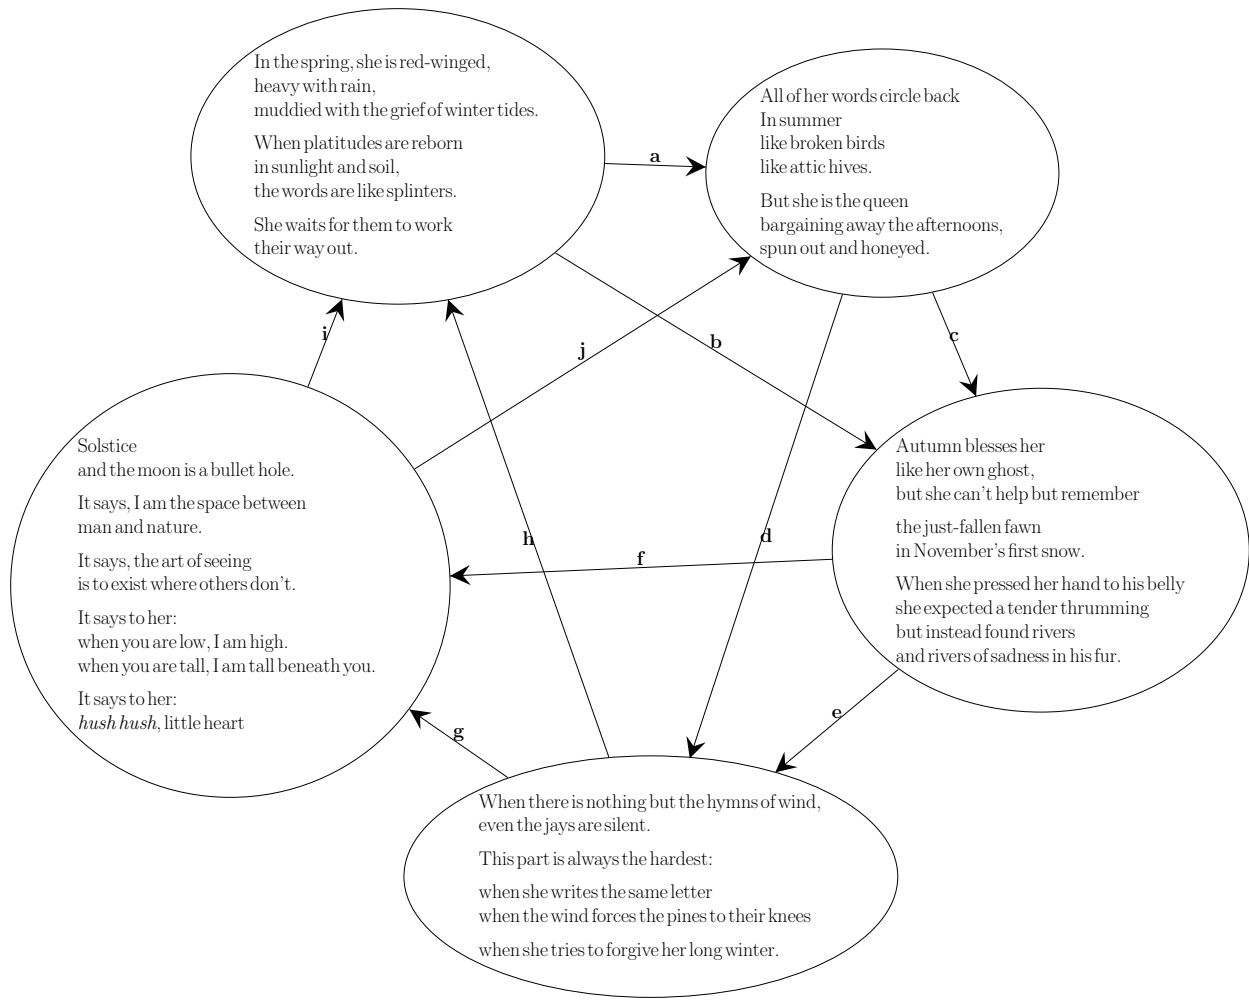 In the spring, she is red-winged,
heavy with rain,
muddied with the grief of winter tides.
When platitudes are reborn
in sunlight and soil,
the words are like splinters.
She waits for them to work
their way out.
a
All of her words circle back
In summer
like broken birds
like attic hives.
But she is the queen
bargaining away the afternoons,
spun out and honeyed.
i
j
b
c
Solstice
and the moon is a bullet hole.
It says, I am the space between
man and nature.
It says, the art of seeing
is to exist where others don't.
It says to her:
when you are low, I am high.
when you are tall, I am tall beneath you.
It says to her:
hush hush, little heart
h
f
d
Autumn blesses her
like her own ghost,
but she can't help but remember
the just-fallen fawn
in November's first snow.
When she pressed her hand to his belly
she expected a tender thrumming
but instead found rivers
and rivers of sadness in his fur.
g
e
When there is nothing but the hymns of wind,
even the jays are silent.
This part is always the hardest:
when she writes the same letter
when the wind forces the pines to their knees
when she tries to forgive her long winter.